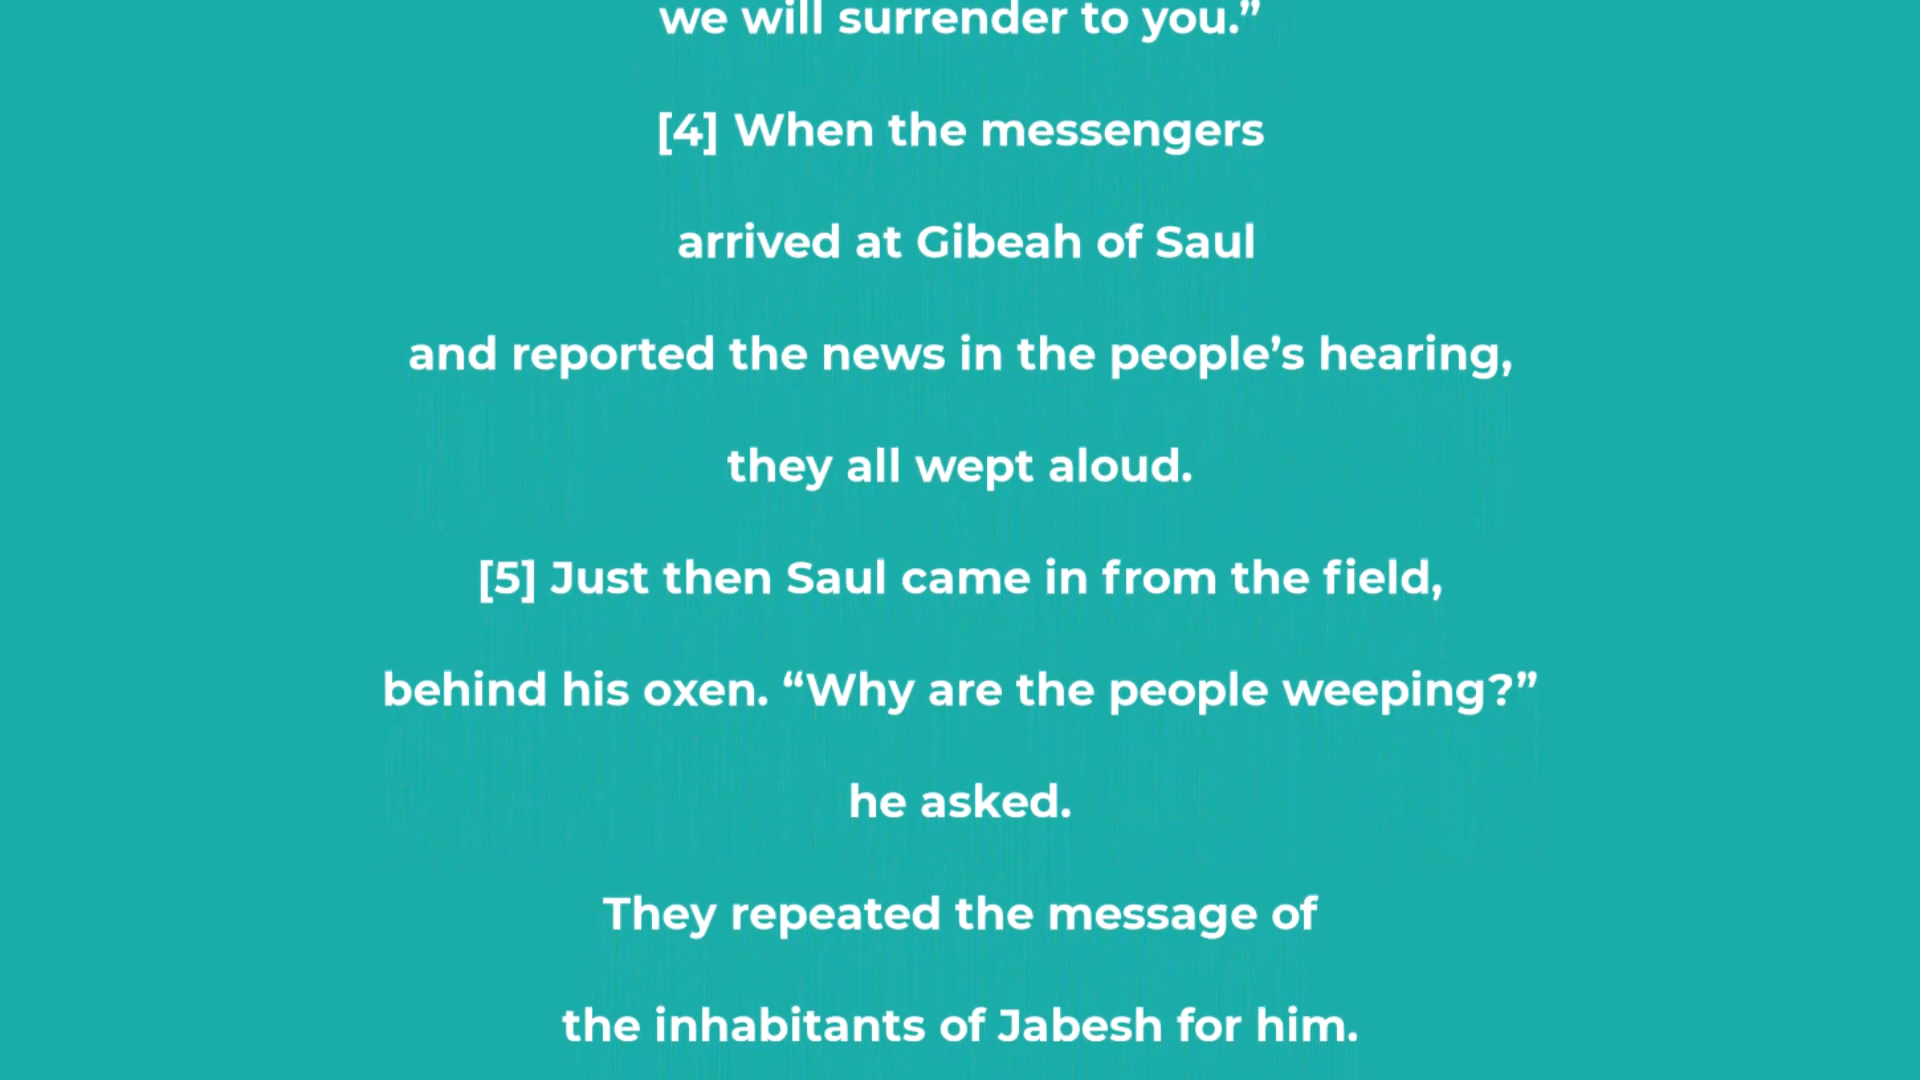 we will surrender to you.”
[4] When the messengers
arrived at Gibeah of Saul
and reported the news in the people’s hearing,
they all wept aloud.
[5] Just then Saul came in from the field,
behind his oxen. “Why are the people weeping?”
he asked.
They repeated the message of
the inhabitants of Jabesh for him.